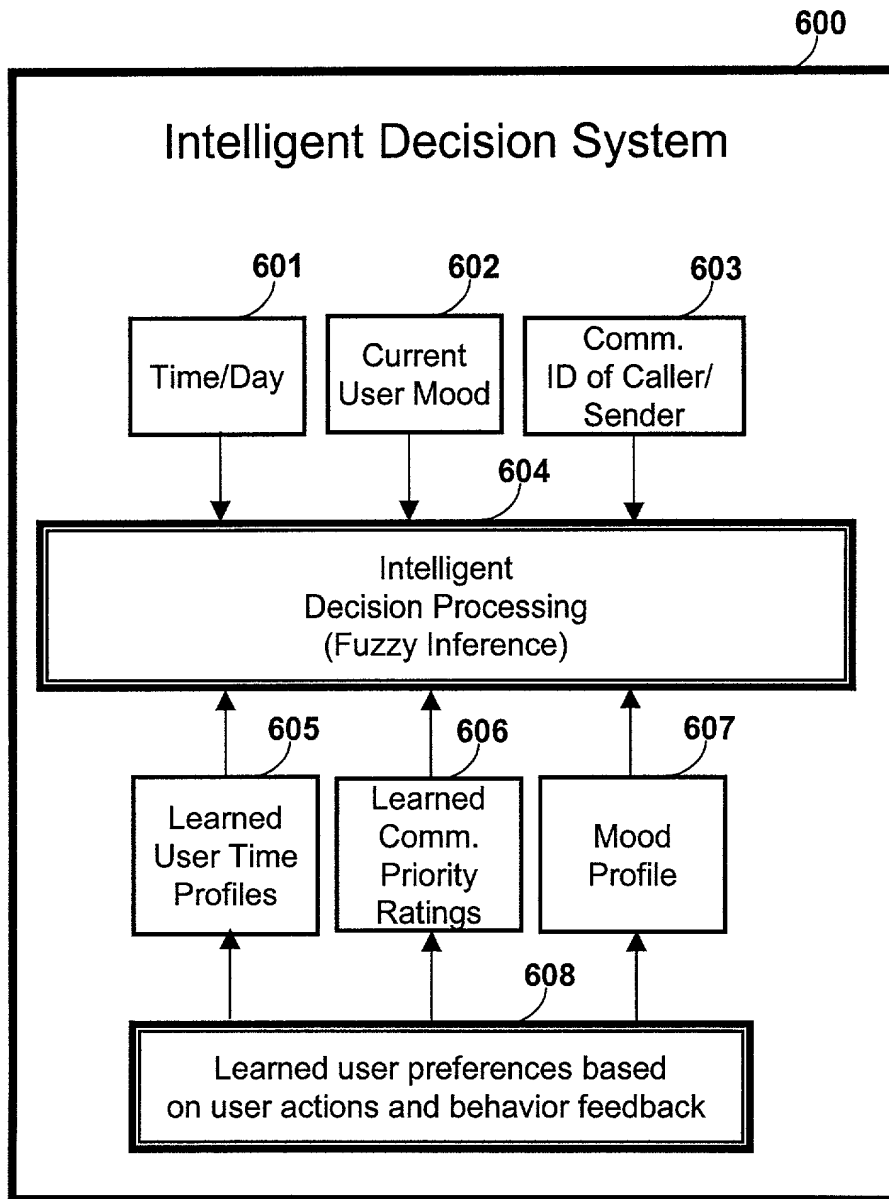 600
Intelligent Decision System
601
602
603
Time/Day
Current
User Mood
Comm.
ID of Caller/
Sender
604
Intelligent
Decision Processing
(Fuzzy Inference)
605
606
607
Learned
User Time
Profiles
Learned
Comm.
Priority
Ratings
Mood
Profile
608
Learned user preferences based
on user actions and behavior feedback